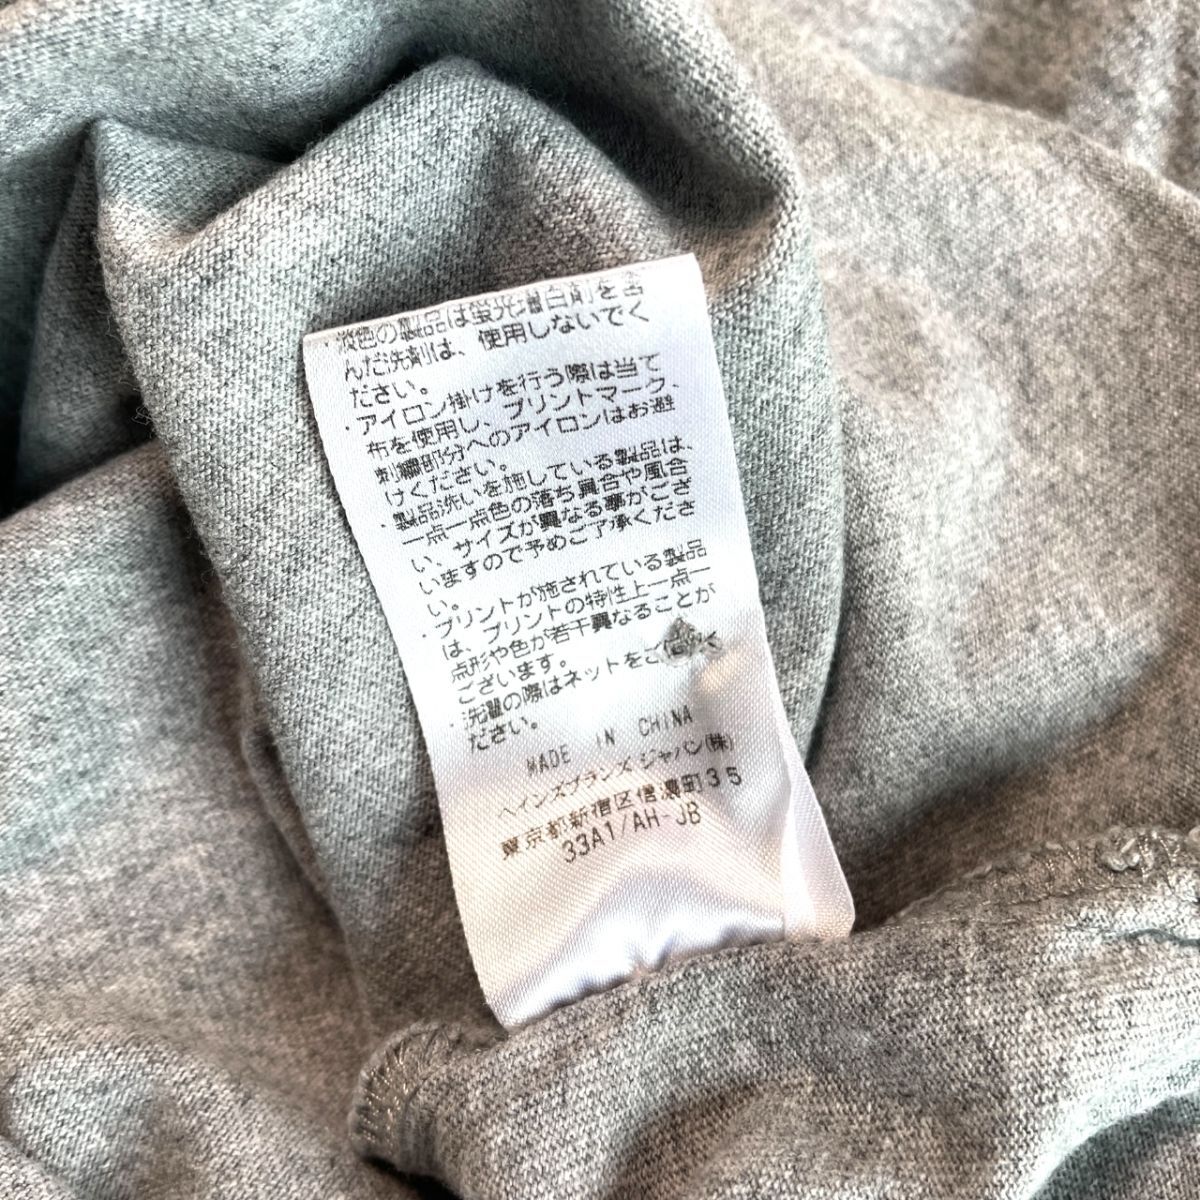 ・淡色の製品は蛍光増白剤を含
んだ洗剤は、使用しないでく
ださい。
・アイロン掛けを行う際は当て
布を使用し、プリントマーク、
刺繍部分へのアイロンはお避
けください。
・製品洗いを施している製品は、
一点一点色の落ち具合や風合
い、サイズが異なる事がござ
いますので予めご了承くださ
い。
・プリントが施されている製品
は、プリントの特性上一点一
点形や色が若干異なることが
ございます。
・洗濯の際はネットをご
ださい。
MADE IN CHINA
ヘインズブランズ ジャパン(株)
東京都新宿区信濃町35
33A1/AH-JB